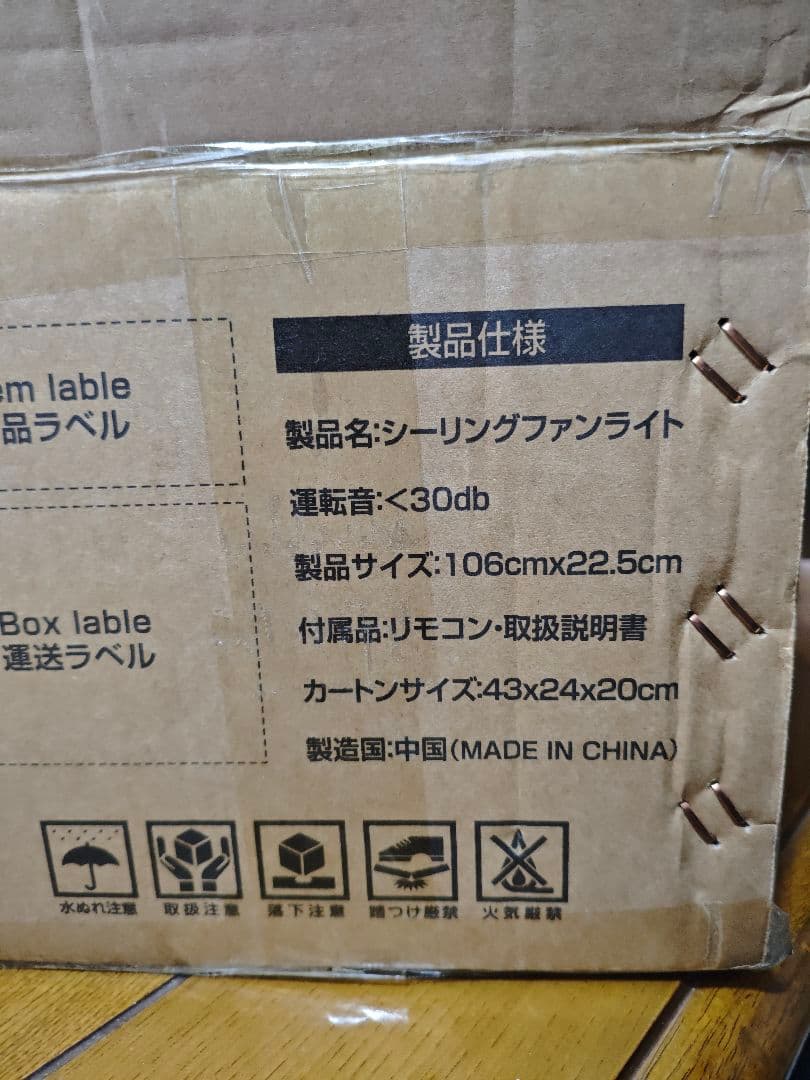 em lable
品ラベル
Box lable
運送ラベル
製品仕様
製品名:シーリングファンライト
運転音:<30db
製品サイズ:106cmx22.5cm
付属品:リモコン・取扱説明書
カートンサイズ:43x24x20cm
製造国:中国(MADE IN CHINA)
水ぬれ注意
取扱注意
落下注意
踏つけ厳禁
火気厳禁